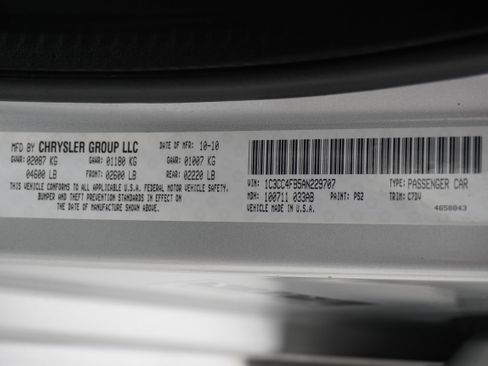 MFD BY CHRYSLER GROUP LLC DATE OF MFR: 10-10
GVWR: 02087 KG GAWR: 01180 KG GAWR: 01007 KG
04600 LB FRONT: 02600 LB REAR: 02220 LB
THIS VEHICLE CONFORMS TO ALL APPLICABLE U.S.A. FEDERAL MOTOR VEHICLE SAFETY,
BUMPER AND THEFT PREVENTION STANDARDS IN EFFECT ON
THE DATE OF MANUFACTURE SHOWN ABOVE.
VIN: 1C3CC4FB5AN229707 TYPE: PASSENGER CAR
MDH: 100711 033AB PAINT: PS2 TRIM: C7DV
VEHICLE MADE IN U.S.A. 4658043